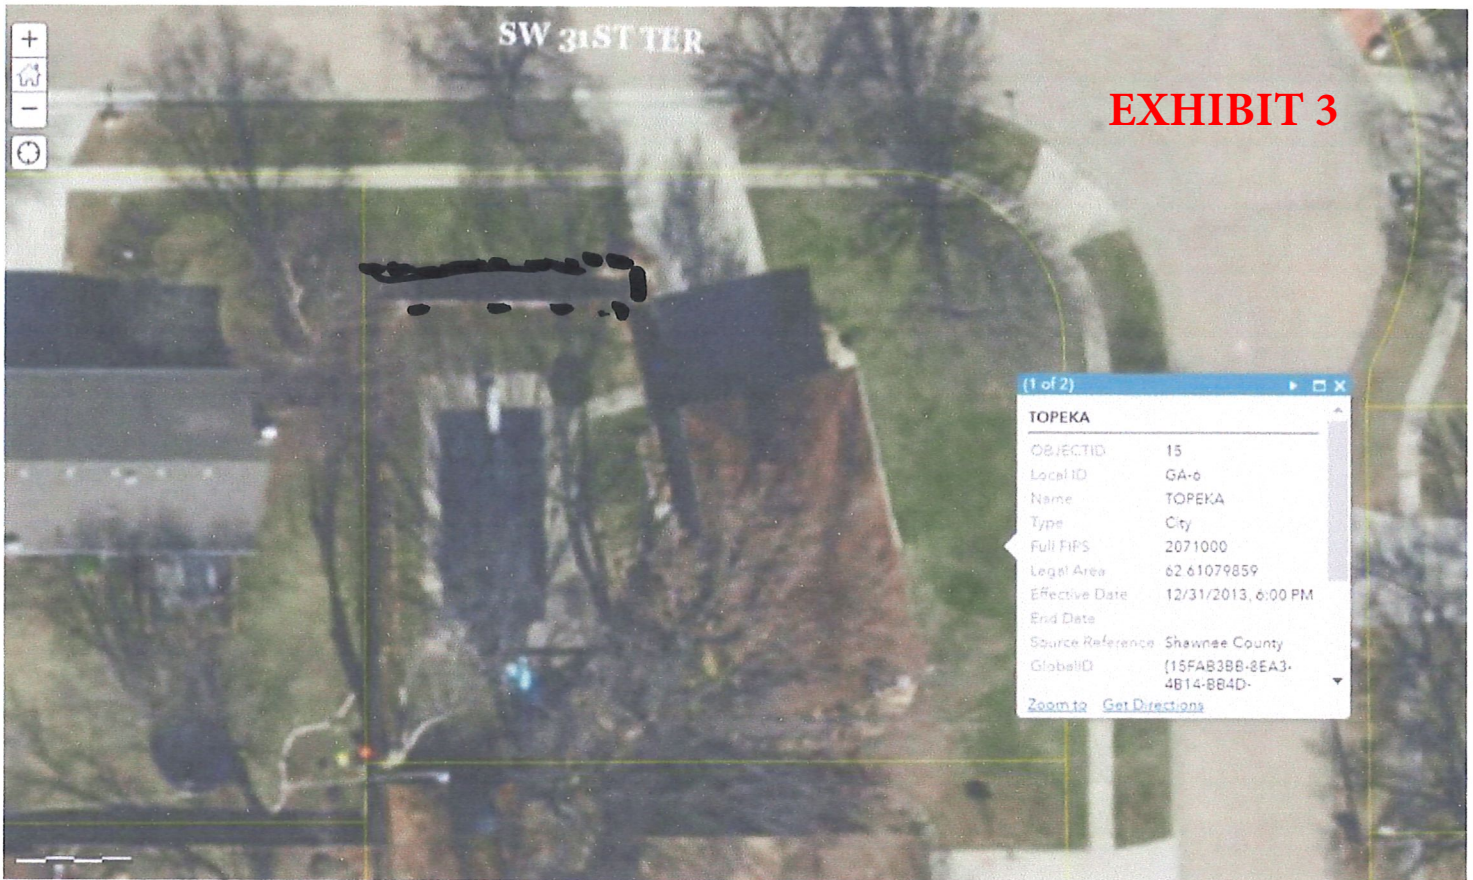 SW 31ST TER
EXHIBIT 3
(1 of 2)
TOPEKA
OBJECTID 15
Local ID GA-6
Name TOPEKA
Type City
Full FIPS 2071000
Legal Area 62.61079859
Effective Date 12/31/2013, 6:00 PM
End Date
Source Reference Shawnee County
GlobalID {15FAB3BB-8EA3-
4B14-BB4D-
Zoom to Get Directions